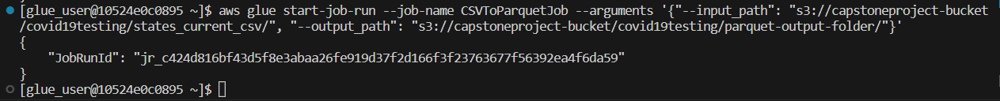 [glue_user@10524e0c0895 ~]$ aws glue start-job-run --job-name CSVToParquetJob --arguments '{"--input_path": "s3://capstoneproject-bucket
/covid19testing/states_current_csv/", "--output_path": "s3://capstoneproject-bucket/covid19testing/parquet-output-folder/"}'
{
    "JobRunId": "jr_c424d816bf43d5f8e3abaa26fe919d37f2d166f3f23763677f56392ea4f6da59"
}
[glue_user@10524e0c0895 ~]$